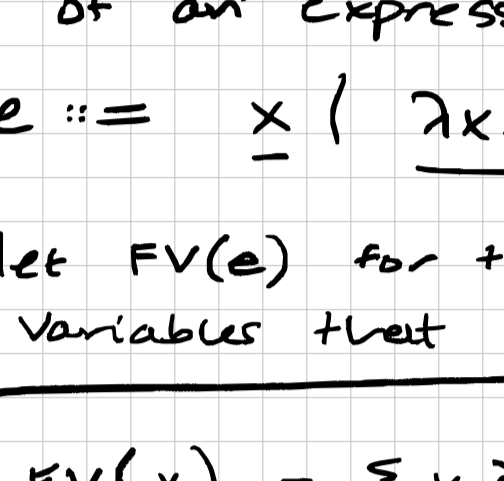 of an express
e ::= x | λx.
let FV(e) for t
variables that
FV(x) = {x}